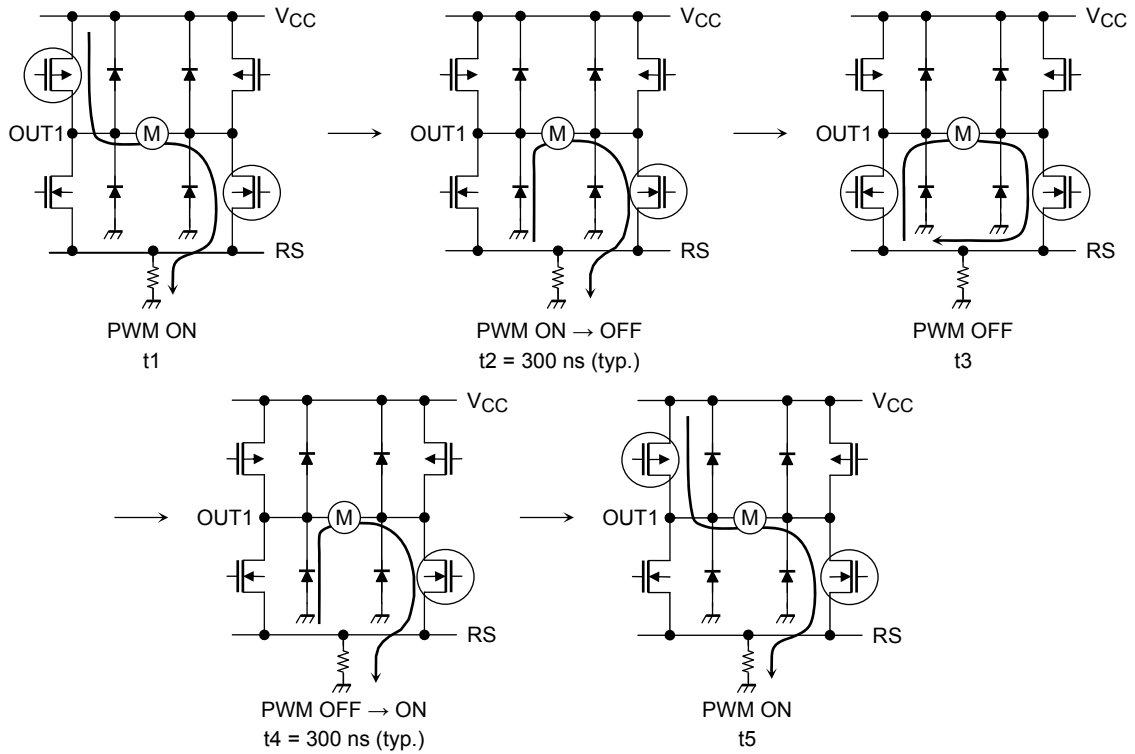 VCC
VCC
VCC
OUT1
M
OUT1
M
OUT1
M
RS
RS
RS
PWM ON
t1
PWM ON → OFF
t2 = 300 ns (typ.)
PWM OFF
t3
VCC
VCC
OUT1
M
OUT1
M
RS
RS
PWM OFF → ON
t4 = 300 ns (typ.)
PWM ON
t5